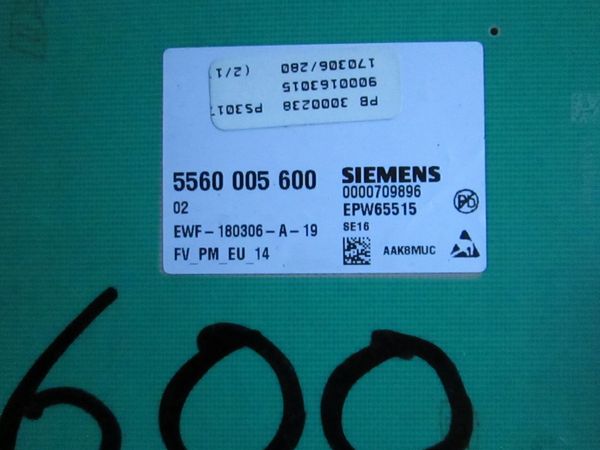 PB 3000238 PS301
9000163015
170306/280 (2/1
5560 005 600
02
EWF-180306-A-19
FV_PM_EU_14
SIEMENS
0000709896
EPW65515
SE16
AAK8MUC
Pb
600